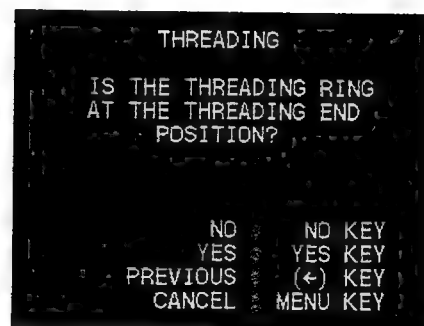 THREADING
IS THE THREADING RING
AT THE THREADING END
POSITION?
NO : NO KEY
YES : YES KEY
PREVIOUS : (←) KEY
CANCEL : MENU KEY